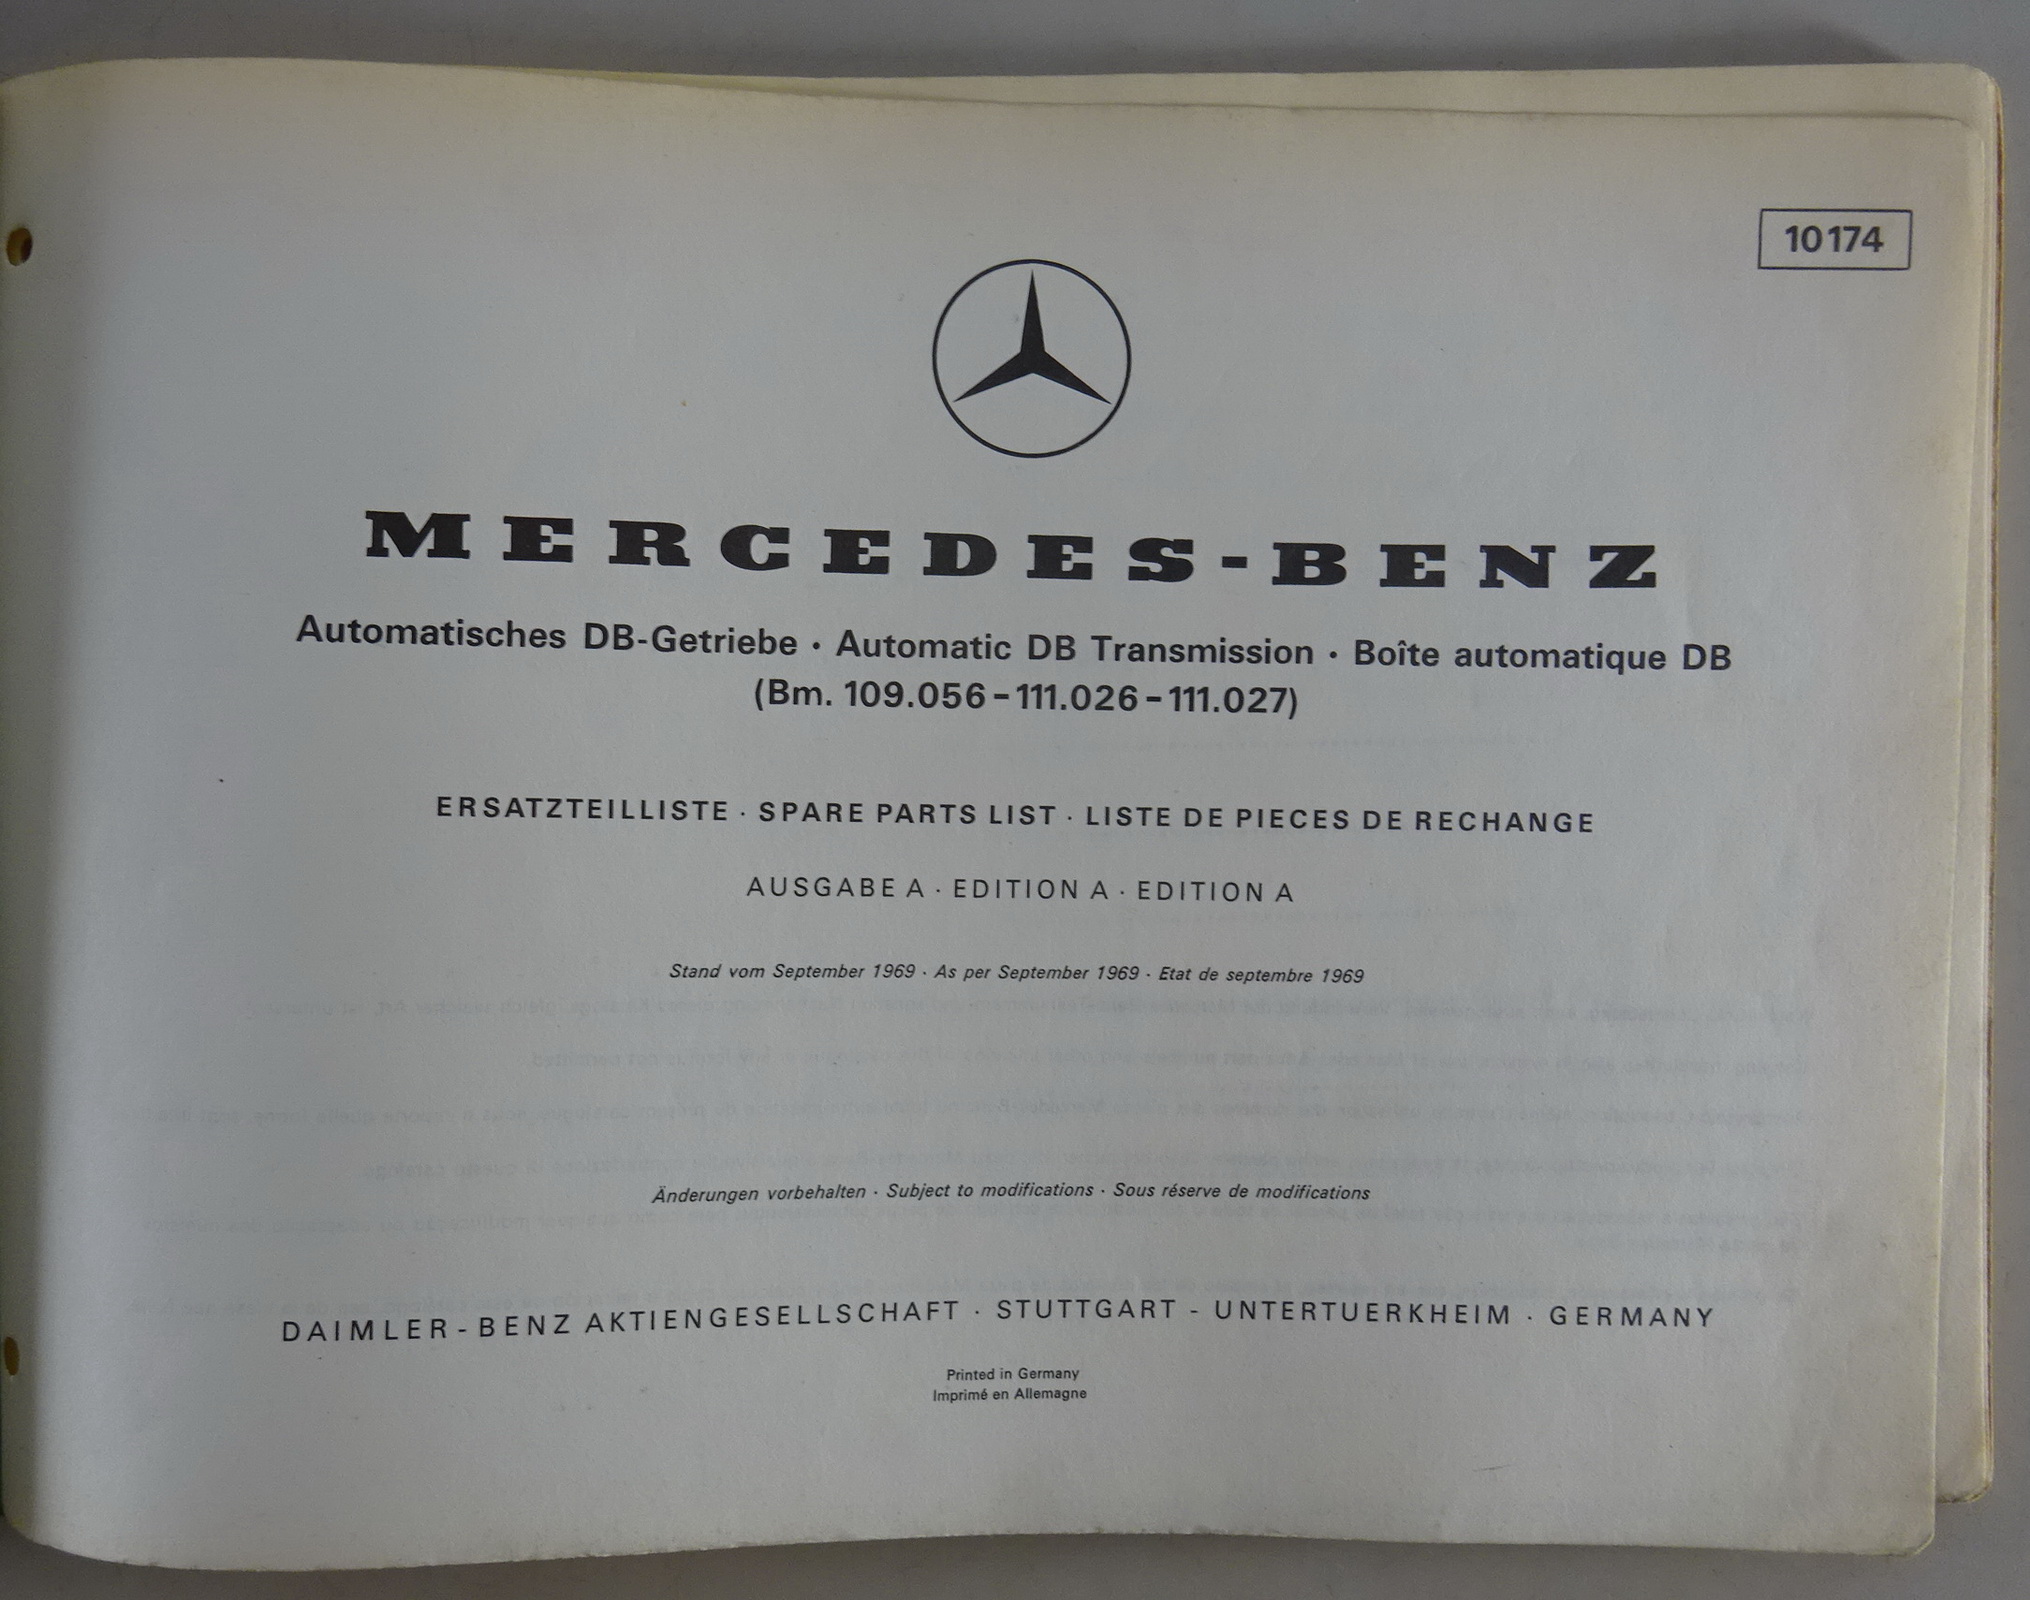 10174
MERCEDES-BENZ
Automatisches DB-Getriebe · Automatic DB Transmission · Boîte automatique DB
(Bm. 109.056 – 111.026 – 111.027)
ERSATZTEILLISTE · SPARE PARTS LIST · LISTE DE PIECES DE RECHANGE
AUSGABE A · EDITION A · EDITION A
Stand vom September 1969 · As per September 1969 · Etat de septembre 1969
Änderungen vorbehalten · Subject to modifications · Sous réserve de modifications
DAIMLER-BENZ AKTIENGESELLSCHAFT · STUTTGART - UNTERTUERKHEIM · GERMANY
Printed in Germany
Imprimé en Allemagne